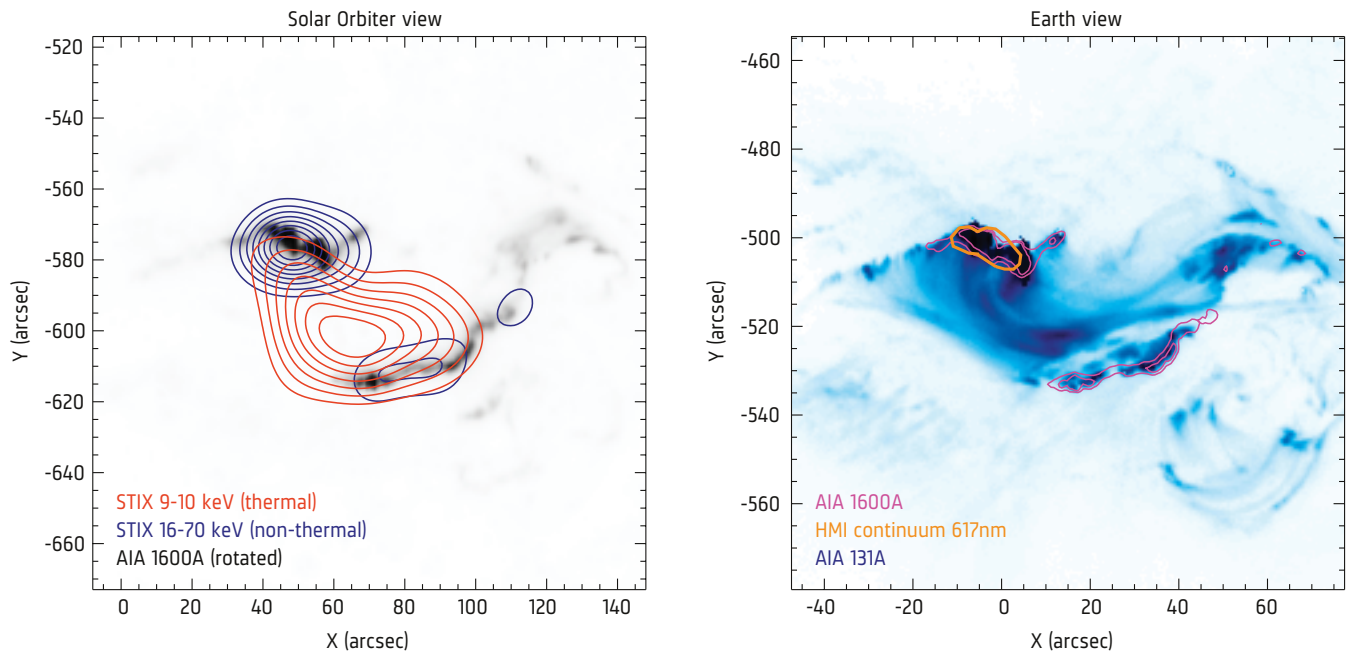 Solar Orbiter view
-520
-540
-560
-580
-600
-620
-640
-660
Y (arcsec)
STIX 9-10 keV (thermal)
STIX 16-70 keV (non-thermal)
AIA 1600A (rotated)
0 20 40 60 80 100 120 140
X (arcsec)
Earth view
-460
-480
-500
-520
-540
-560
Y (arcsec)
AIA 1600A
HMI continuum 617nm
AIA 131A
-40 -20 0 20 40 60
X (arcsec)